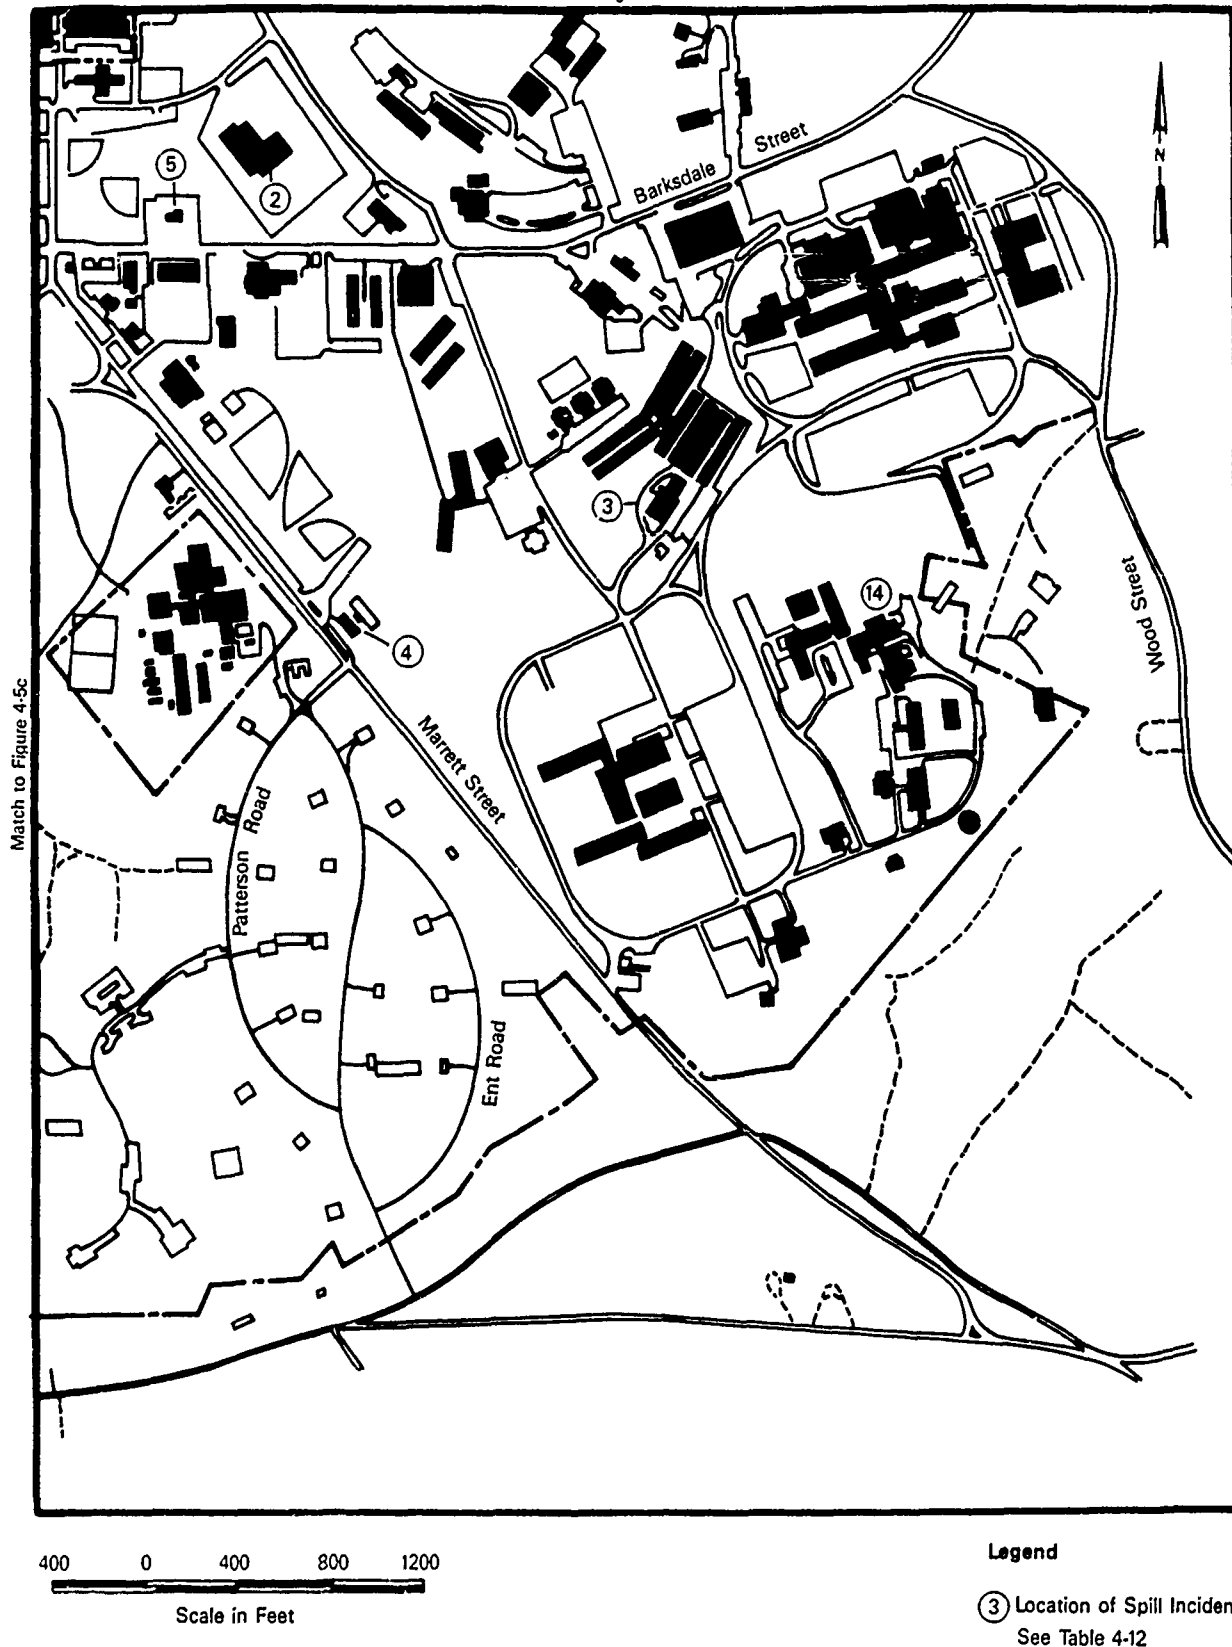 Barksdale Street
N
5
2
3
14
4
Wood Street
Match to Figure 4-5c
Marrett Street
Patterson Road
Ent Road
400 0 400 800 1200
Scale in Feet
Legend
3 Location of Spill Inciden
See Table 4-12